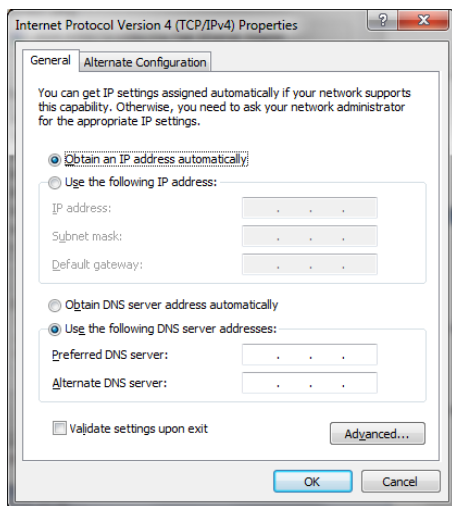 Internet Protocol Version 4 (TCP/IPv4) Properties
General
Alternate Configuration
You can get IP settings assigned automatically if your network supports
this capability. Otherwise, you need to ask your network administrator
for the appropriate IP settings.
Obtain an IP address automatically
Use the following IP address:
IP address:
Subnet mask:
Default gateway:
Obtain DNS server address automatically
Use the following DNS server addresses:
Preferred DNS server:
Alternate DNS server:
Validate settings upon exit
Advanced...
OK
Cancel